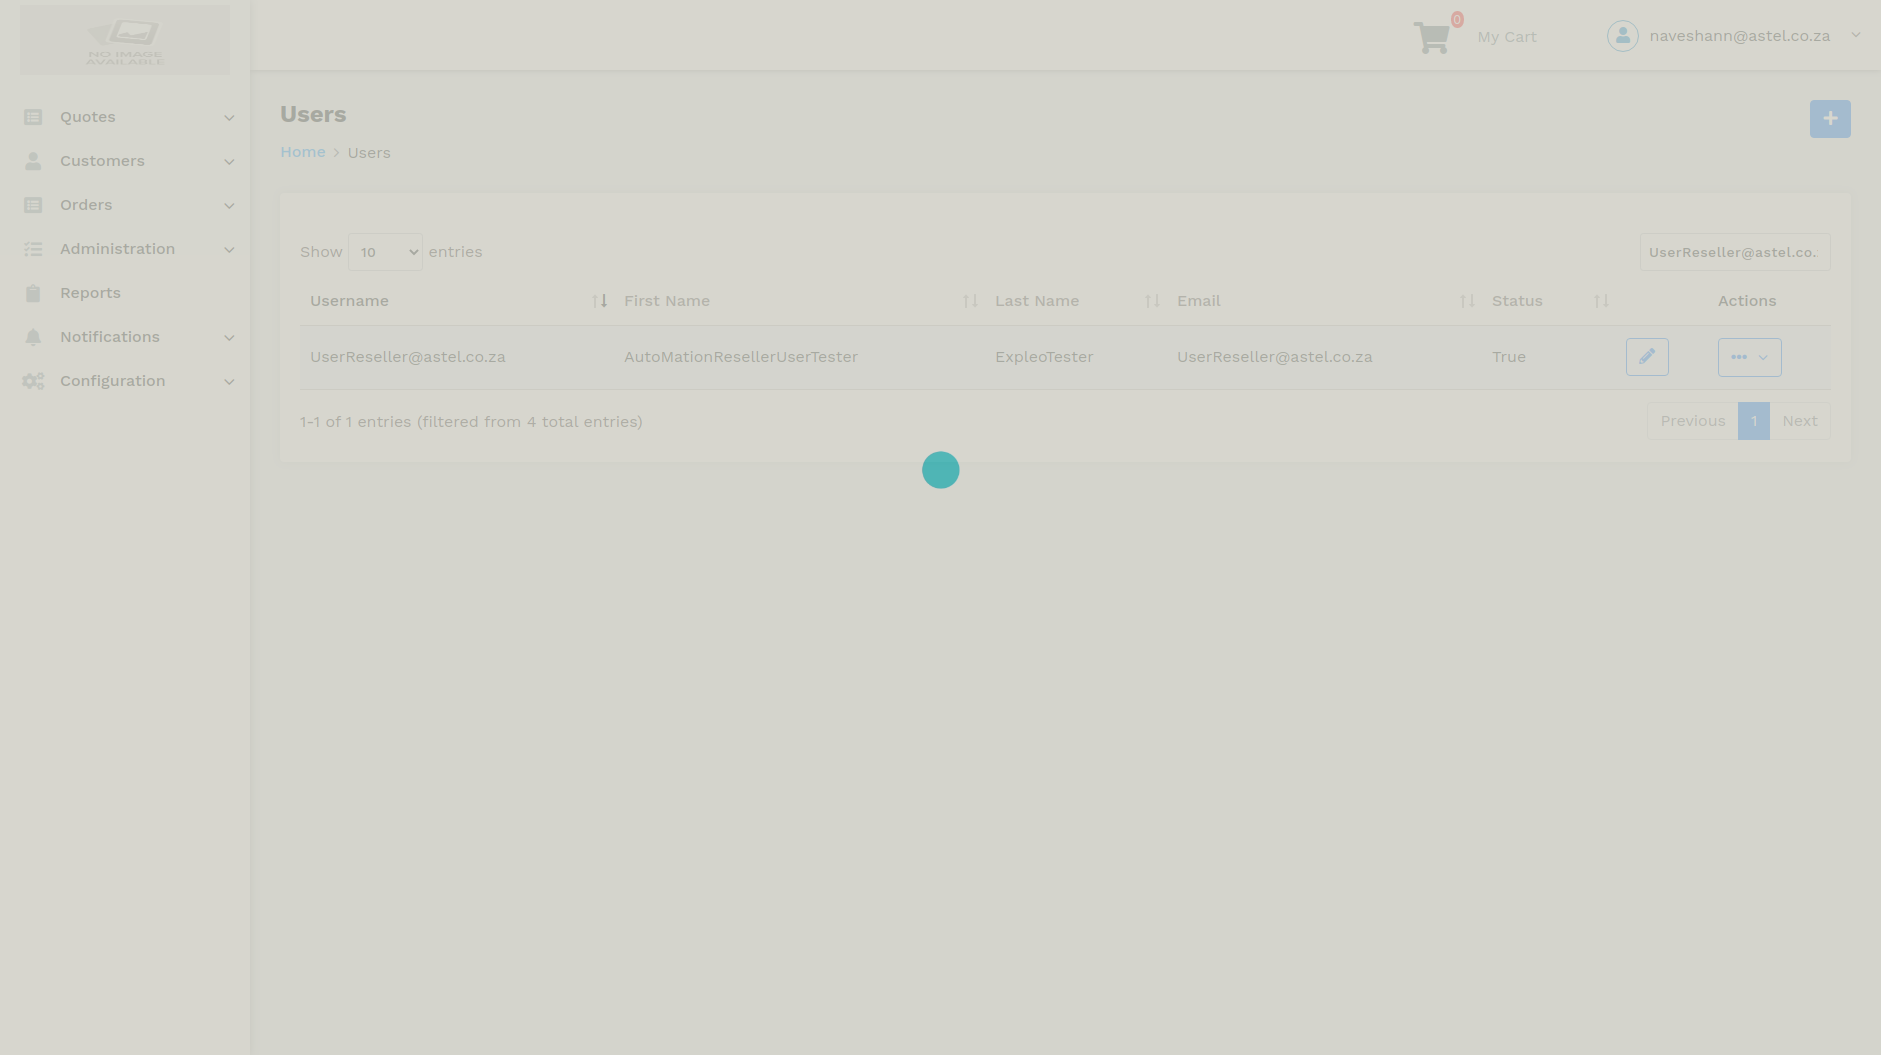 NO IMAGE
AVAILABLE
0
My Cart
naveshann@astel.co.za
Quotes
Customers
Orders
Administration
Reports
Notifications
Configuration
Users
Home > Users
Show 10 entries
UserReseller@astel.co.
Username First Name Last Name Email Status Actions
UserReseller@astel.co.za AutoMationResellerUserTester ExpleoTester UserReseller@astel.co.za True
1-1 of 1 entries (filtered from 4 total entries)
Previous 1 Next